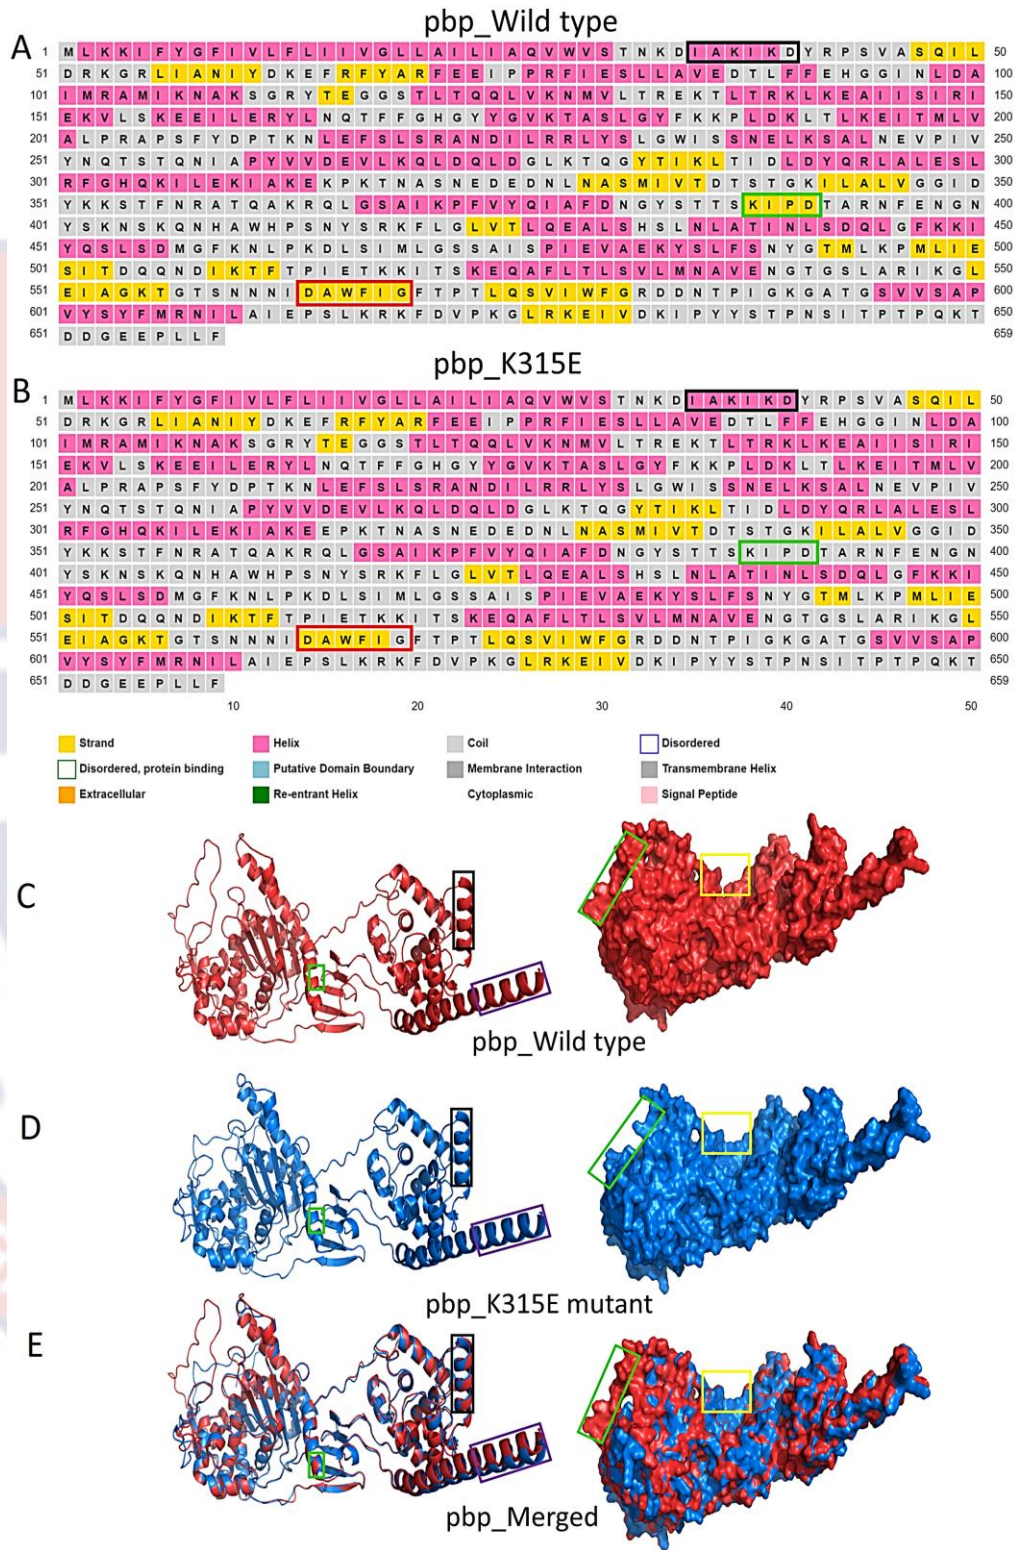 pbp_Wild type
A
1 M L K K I F Y G F I V L F L I I V G L L A I L I A Q V W V S T N K D I A K I K D Y R P S V A S Q I L 50
51 D R K G R L I A N I Y D K E F R F Y A R F E E I P P R F I E S L L A V E D T L F F E H G G I N L D A 100
101 I M R A M I K N A K S G R Y T E G G S T L T Q Q L V K N M V L T R E K T L T R K L K E A I I S I R I 150
151 E K V L S K E E I L E R Y L N Q T F F G H G Y Y G V K T A S L G Y F K K P L D K L T L K E I T M L V 200
201 A L P R A P S F Y D P T K N L E F S L S R A N D I L R R L Y S L G W I S S N E L K S A L N E V P I V 250
251 Y N Q T S T Q N I A P Y V V D E V L K Q L D Q L D G L K T Q G Y T I K L T I D L D Y Q R L A L E S L 300
301 R F G H Q K I L E K I A K E K P K T N A S N E D E D N L N A S M I V T D T S T G K I L A L V G G I D 350
351 Y K K S T F N R A T Q A K R Q L G S A I K P F V Y Q I A F D N G Y S T T S K I P D T A R N F E N G N 400
401 Y S K N S K Q N H A W H P S N Y S R K F L G L V T L Q E A L S H S L N L A T I N L S D Q L G F K K I 450
451 Y Q S L S D M G F K N L P K D L S I M L G S S A I S P I E V A E K Y S L F S N Y G T M L K P M L I E 500
501 S I T D Q Q N D I K T F T P I E T K K I T S K E Q A F L T L S V L M N A V E N G T G S L A R I K G L 550
551 E I A G K T G T S N N N I D A W F I G F T P T L Q S V I W F G R D D N T P I G K G A T G S V V S A P 600
601 V Y S Y F M R N I L A I E P S L K R K F D V P K G L R K E I V D K I P Y Y S T P N S I T P T P Q K T 650
651 D D G E E P L L F 659
pbp_K315E
B
1 M L K K I F Y G F I V L F L I I V G L L A I L I A Q V W V S T N K D I A K I K D Y R P S V A S Q I L 50
51 D R K G R L I A N I Y D K E F R F Y A R F E E I P P R F I E S L L A V E D T L F F E H G G I N L D A 100
101 I M R A M I K N A K S G R Y T E G G S T L T Q Q L V K N M V L T R E K T L T R K L K E A I I S I R I 150
151 E K V L S K E E I L E R Y L N Q T F F G H G Y Y G V K T A S L G Y F K K P L D K L T L K E I T M L V 200
201 A L P R A P S F Y D P T K N L E F S L S R A N D I L R R L Y S L G W I S S N E L K S A L N E V P I V 250
251 Y N Q T S T Q N I A P Y V V D E V L K Q L D Q L D G L K T Q G Y T I K L T I D L D Y Q R L A L E S L 300
301 R F G H Q K I L E K I A K E E P K T N A S N E D E D N L N A S M I V T D T S T G K I L A L V G G I D 350
351 Y K K S T F N R A T Q A K R Q L G S A I K P F V Y Q I A F D N G Y S T T S K I P D T A R N F E N G N 400
401 Y S K N S K Q N H A W H P S N Y S R K F L G L V T L Q E A L S H S L N L A T I N L S D Q L G F K K I 450
451 Y Q S L S D M G F K N L P K D L S I M L G S S A I S P I E V A E K Y S L F S N Y G T M L K P M L I E 500
501 S I T D Q Q N D I K T F T P I E T K K I T S K E Q A F L T L S V L M N A V E N G T G S L A R I K G L 550
551 E I A G K T G T S N N N I D A W F I G F T P T L Q S V I W F G R D D N T P I G K G A T G S V V S A P 600
601 V Y S Y F M R N I L A I E P S L K R K F D V P K G L R K E I V D K I P Y Y S T P N S I T P T P Q K T 650
651 D D G E E P L L F 659
10 20 30 40 50
Strand Helix Coil Disordered
Disordered, protein binding Putative Domain Boundary Membrane Interaction Transmembrane Helix
Extracellular Re-entrant Helix Cytoplasmic Signal Peptide
C
pbp_Wild type
D
pbp_K315E mutant
E
pbp_Merged